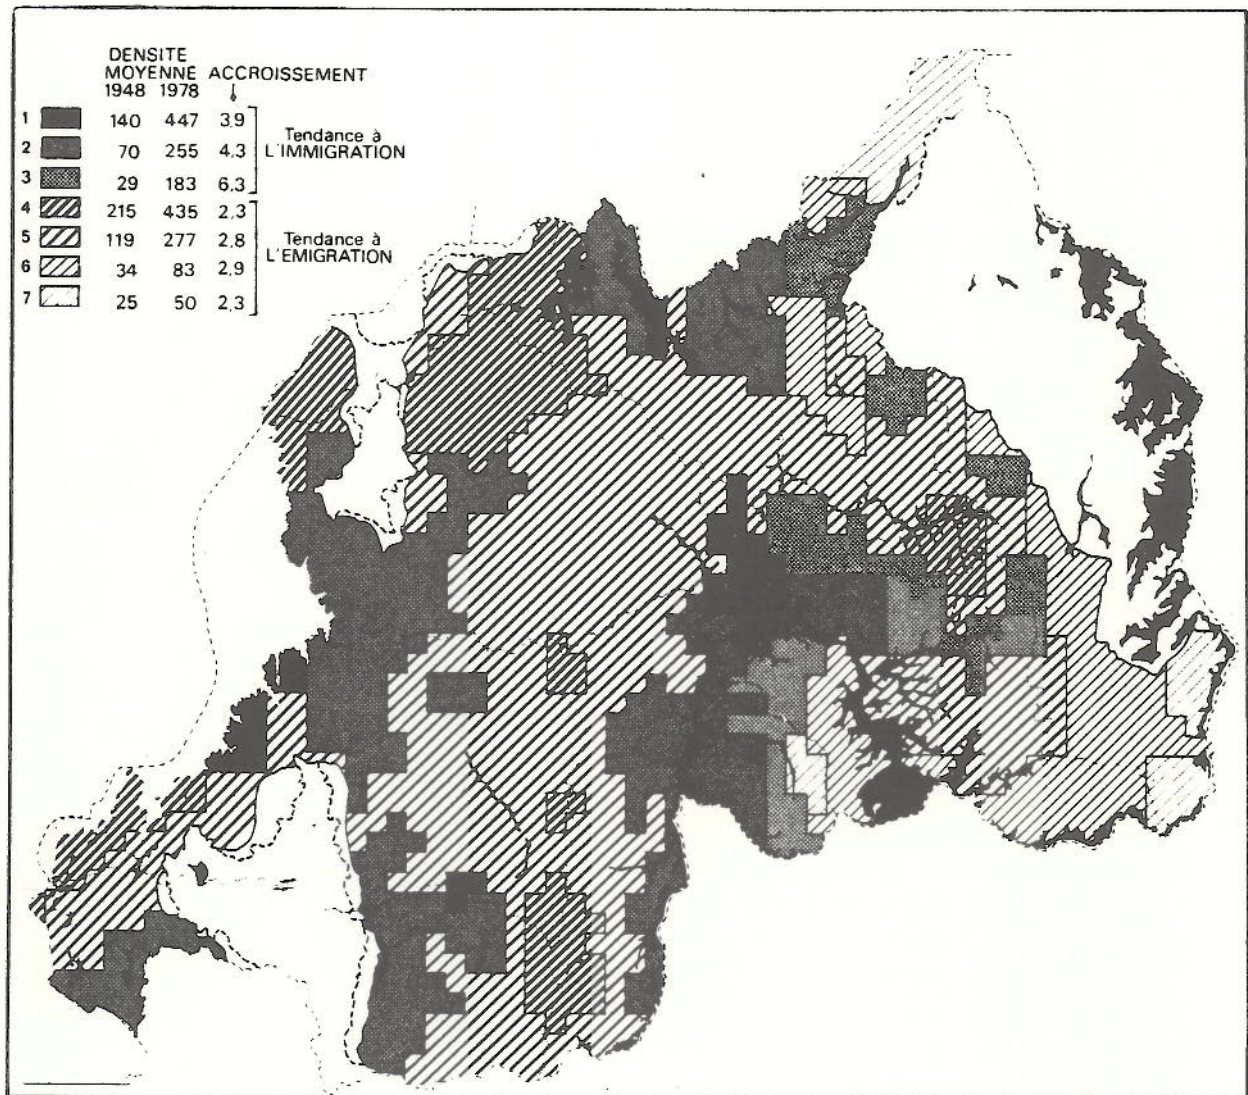 DENSITE
MOYENNE ACCROISSEMENT
1948 1978
1 140 447 3,9
2 70 255 4,3
3 29 183 6,3
Tendance à
L'IMMIGRATION
4 215 435 2,3
5 119 277 2,8
6 34 83 2,9
7 25 50 2,3
Tendance à
L'EMIGRATION